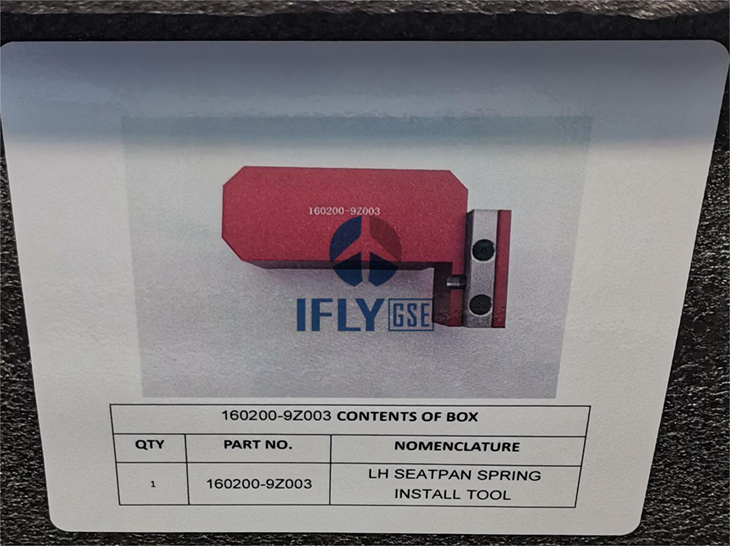 160200-9Z003
IFLY GSE
160200-9Z003 CONTENTS OF BOX
QTY PART NO. NOMENCLATURE
1 160200-9Z003 LH SEATPAN SPRING
INSTALL TOOL